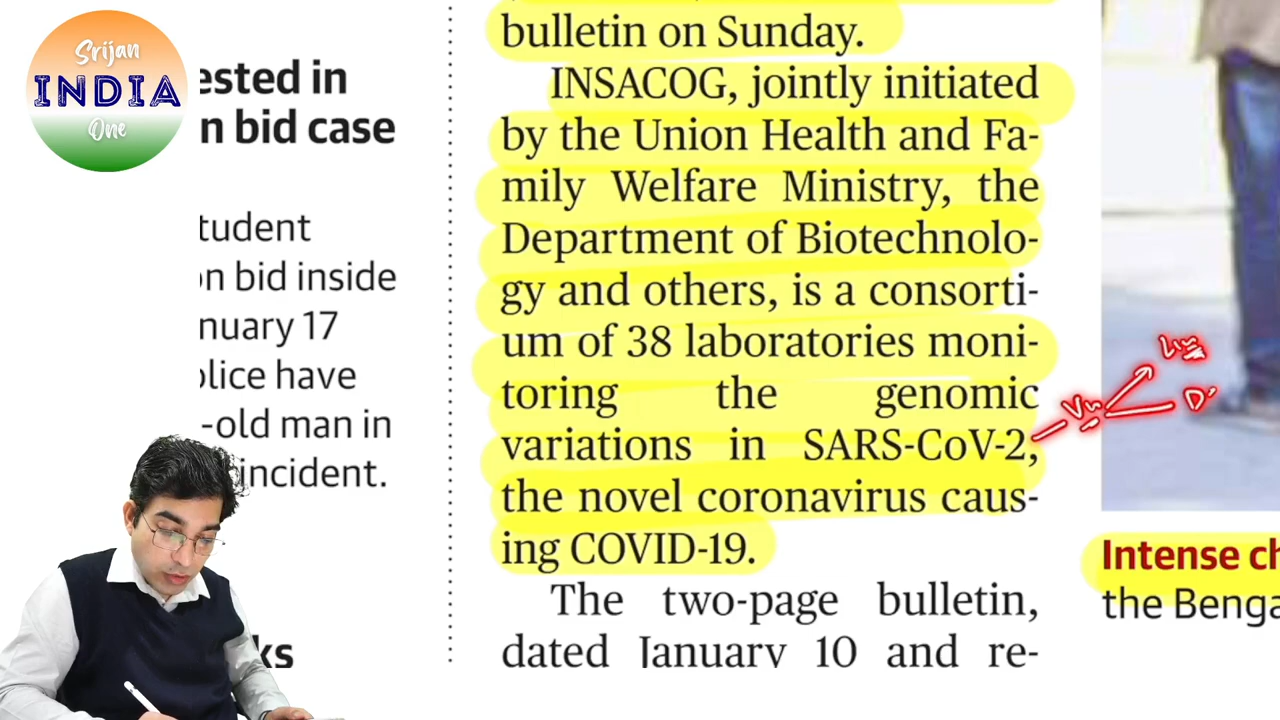 Srijan
INDIA
One
ested in
n bid case
tudent
n bid inside
nuary 17
olice have
-old man in
incident.
ks
bulletin on Sunday.
INSACOG, jointly initiated
by the Union Health and Fa-
mily Welfare Ministry, the
Department of Biotechnolo-
gy and others, is a consorti-
um of 38 laboratories moni-
toring the genomic
variations in SARS-CoV-2,
the novel coronavirus caus-
ing COVID-19.
The two-page bulletin,
dated January 10 and re-
Intense ch
the Benga